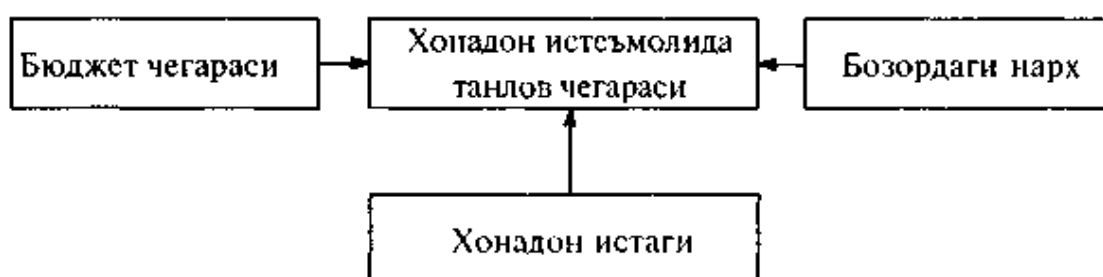 Бюджет чегараси
Хонадон истеъмолида
танлов чегараси
Бозордаги нарх
Хонадон истаги